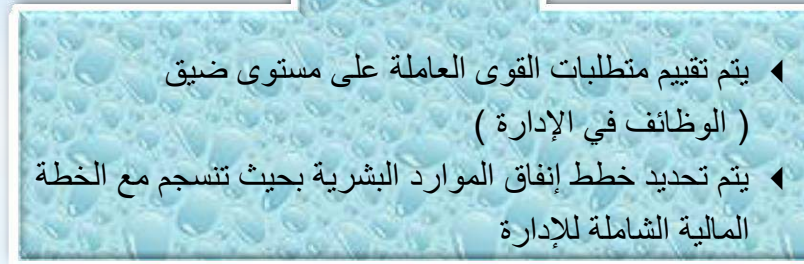 يتم تقييم متطلبات القوى العاملة على مستوى ضيق
( الوظائف في الإدارة )
يتم تحديد خطط إنفاق الموارد البشرية بحيث تنسجم مع الخطة
المالية الشاملة للإدارة